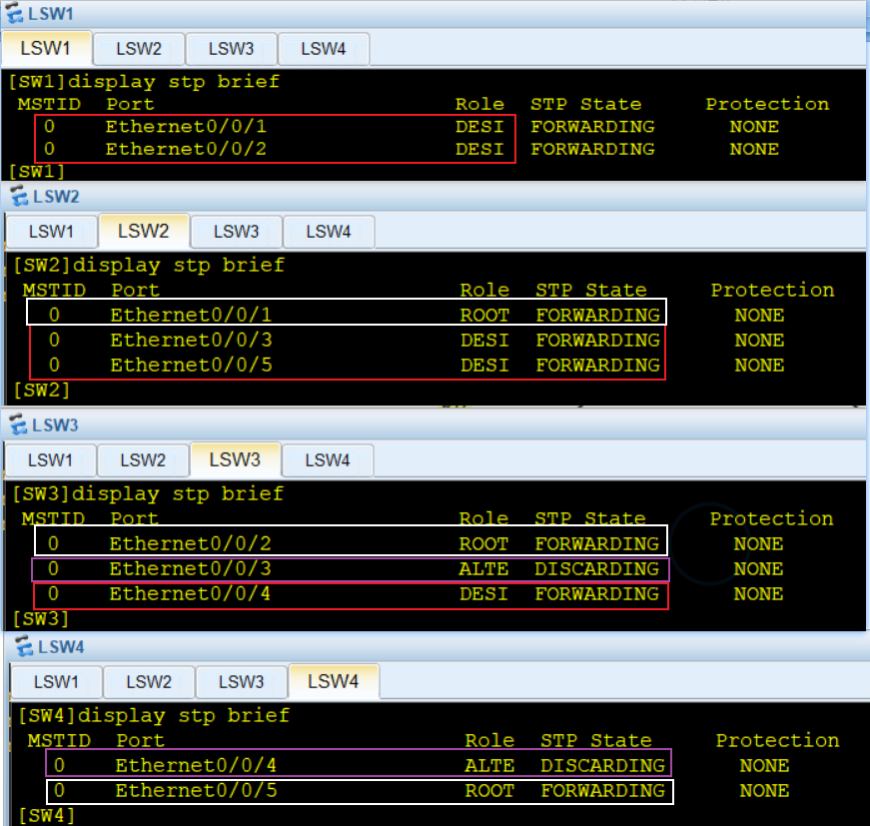 LSW1
LSW1 LSW2 LSW3 LSW4
[SW1]display stp brief
MSTID Port Role STP State Protection
0 Ethernet0/0/1 DESI FORWARDING NONE
0 Ethernet0/0/2 DESI FORWARDING NONE
[SW1]
LSW2
LSW1 LSW2 LSW3 LSW4
[SW2]display stp brief
MSTID Port Role STP State Protection
0 Ethernet0/0/1 ROOT FORWARDING NONE
0 Ethernet0/0/3 DESI FORWARDING NONE
0 Ethernet0/0/5 DESI FORWARDING NONE
[SW2]
LSW3
LSW1 LSW2 LSW3 LSW4
[SW3]display stp brief
MSTID Port Role STP State Protection
0 Ethernet0/0/2 ROOT FORWARDING NONE
0 Ethernet0/0/3 ALTE DISCARDING NONE
0 Ethernet0/0/4 DESI FORWARDING NONE
[SW3]
LSW4
LSW1 LSW2 LSW3 LSW4
[SW4]display stp brief
MSTID Port Role STP State Protection
0 Ethernet0/0/4 ALTE DISCARDING NONE
0 Ethernet0/0/5 ROOT FORWARDING NONE
[SW4]